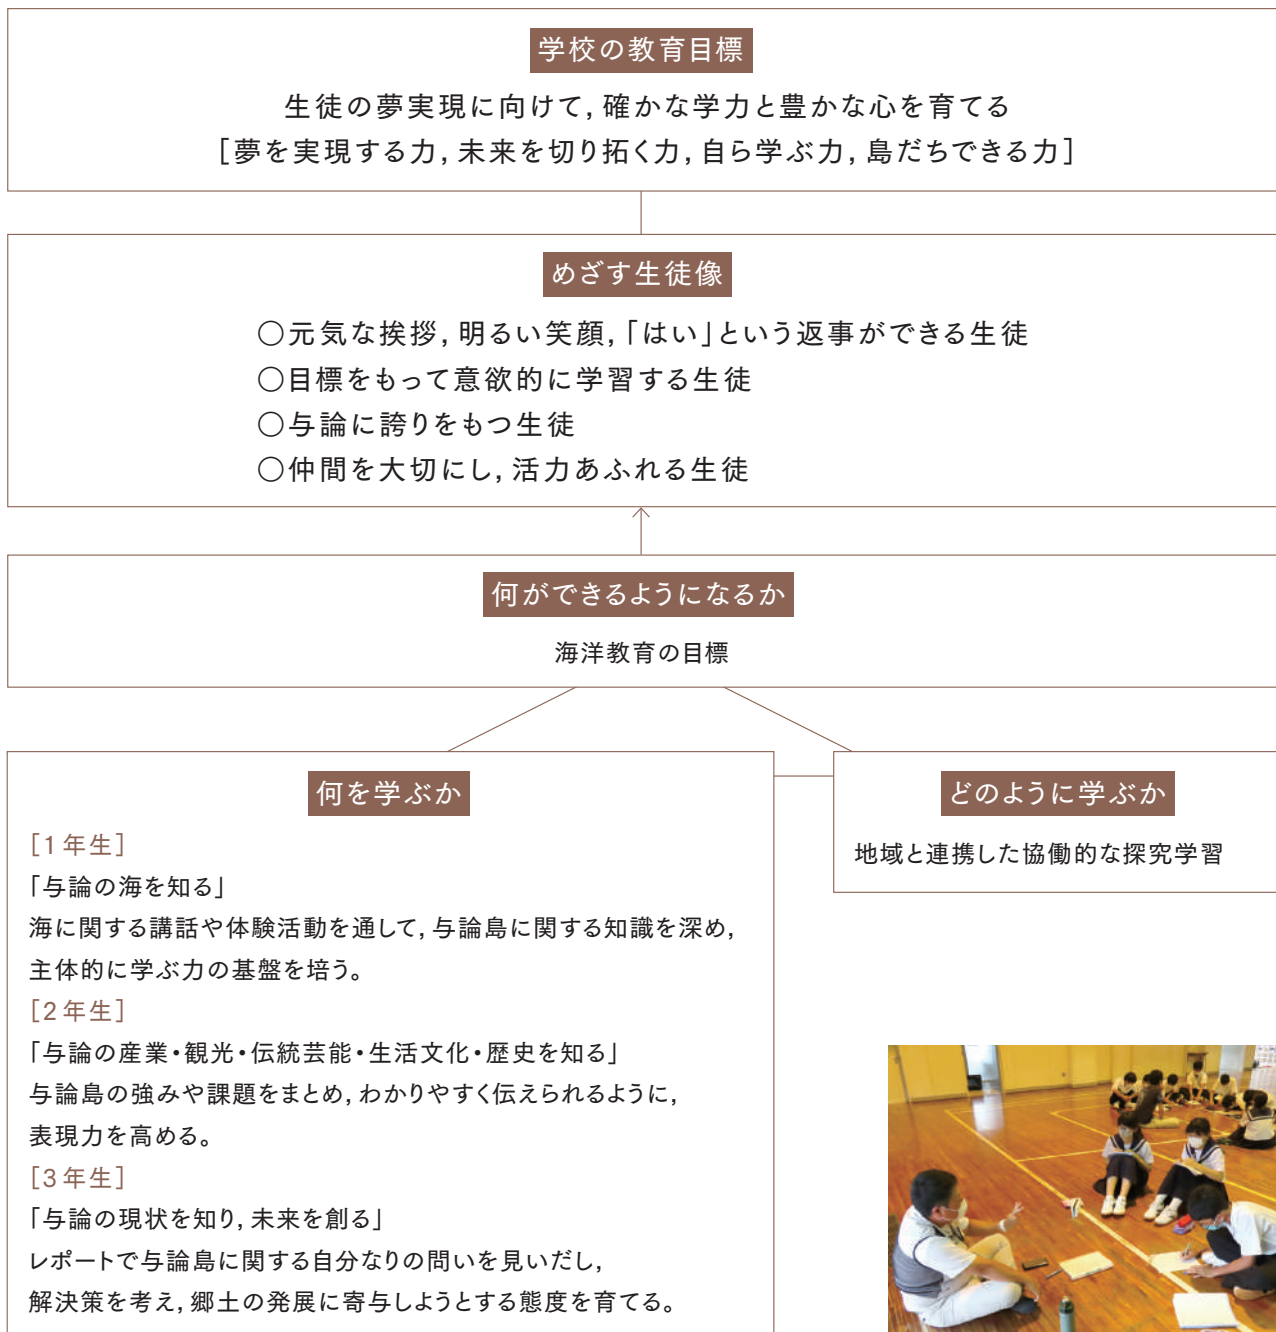 学校の教育目標
生徒の夢実現に向けて,確かな学力と豊かな心を育てる
[夢を実現する力,未来を切り拓く力,自ら学ぶ力,島だちできる力]
めざす生徒像
○元気な挨拶,明るい笑顔,「はい」という返事ができる生徒
○目標をもって意欲的に学習する生徒
○与論に誇りをもつ生徒
○仲間を大切にし,活力あふれる生徒
何ができるようになるか
海洋教育の目標
何を学ぶか
[1年生]
「与論の海を知る」
海に関する講話や体験活動を通して,与論島に関する知識を深め,
主体的に学ぶ力の基盤を培う。
[2年生]
「与論の産業・観光・伝統芸能・生活文化・歴史を知る」
与論島の強みや課題をまとめ,わかりやすく伝えられるように,
表現力を高める。
[3年生]
「与論の現状を知り,未来を創る」
レポートで与論島に関する自分なりの問いを見いだし,
解決策を考え,郷土の発展に寄与しようとする態度を育てる。
どのように学ぶか
地域と連携した協働的な探究学習